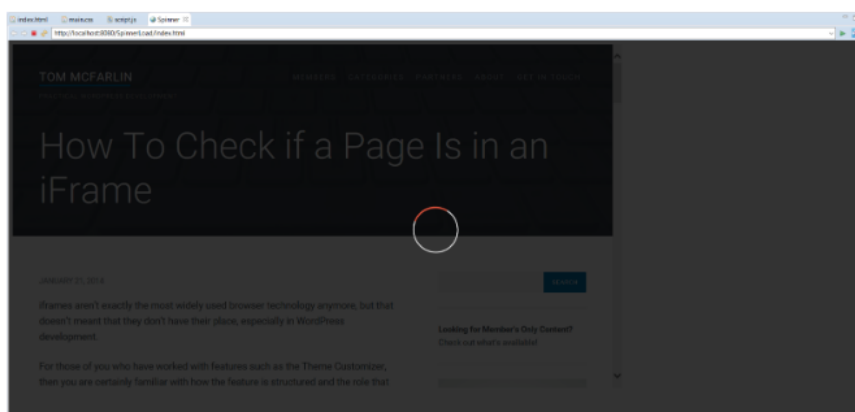 index.html main.css script.js Spinner
http://localhost:8080/SpinnerLoad/index.html
TOM MCFARLIN
MEMBERS CATEGORIES PARTNERS ABOUT GET IN TOUCH
How To Check if a Page Is in an
iFrame
JANUARY 21, 2014
SEARCH
iframes aren't exactly the most widely used browser technology anymore, but that
doesn't meant that they don't have their place, especially in WordPress
development.
Looking for Member's Only Content?
Check out what's available!
For those of you who have worked with features such as the Theme Customizer,
then you are certainly familiar with how the feature is structured and the role that